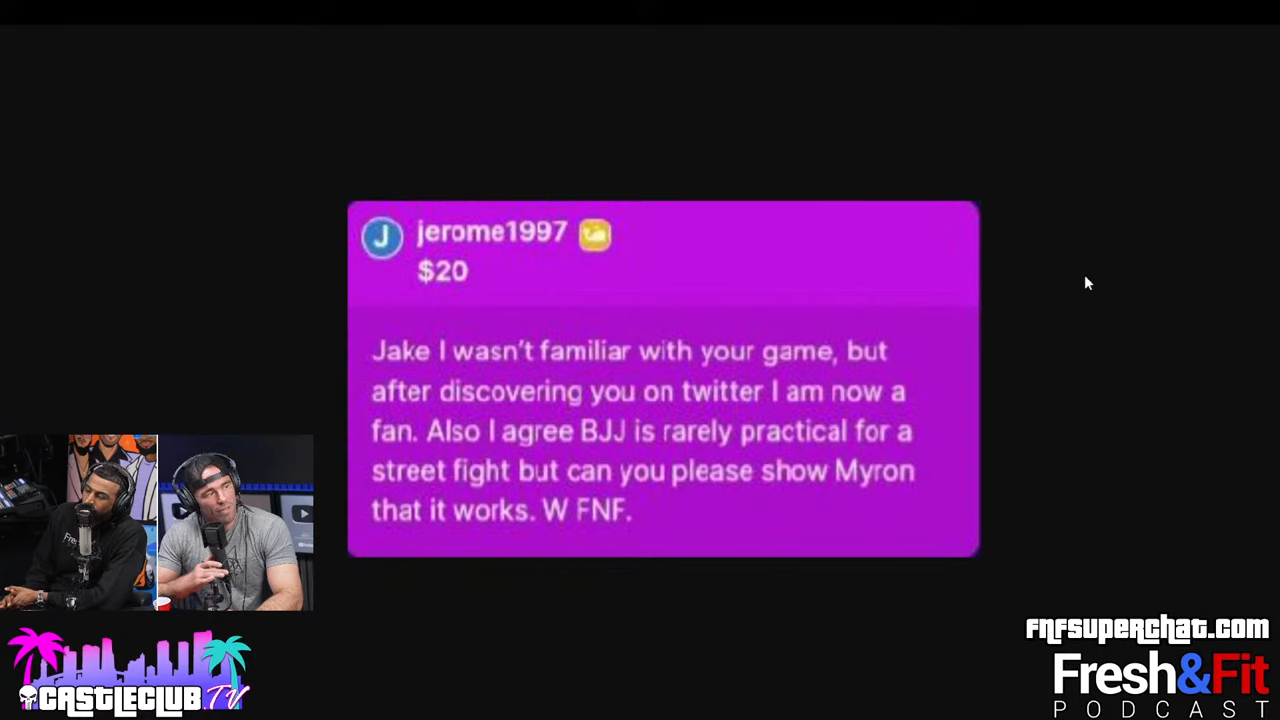 J
jerome1997
$20
Jake I wasn't familiar with your game, but
after discovering you on twitter I am now a
fan. Also I agree BJJ is rarely practical for a
street fight but can you please show Myron
that it works. W FNF.
CASTLECLUB TV
fnfsuperchat.com
Fresh&Fit
PODCAST